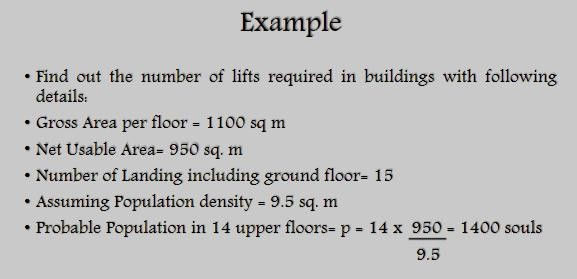 Example
• Find out the number of lifts required in buildings with following
details:
• Gross Area per floor = 1100 sq m
• Net Usable Area= 950 sq. m
• Number of Landing including ground floor= 15
• Assuming Population density = 9.5 sq. m
• Probable Population in 14 upper floors= p = 14 x 950 = 1400 souls
9.5